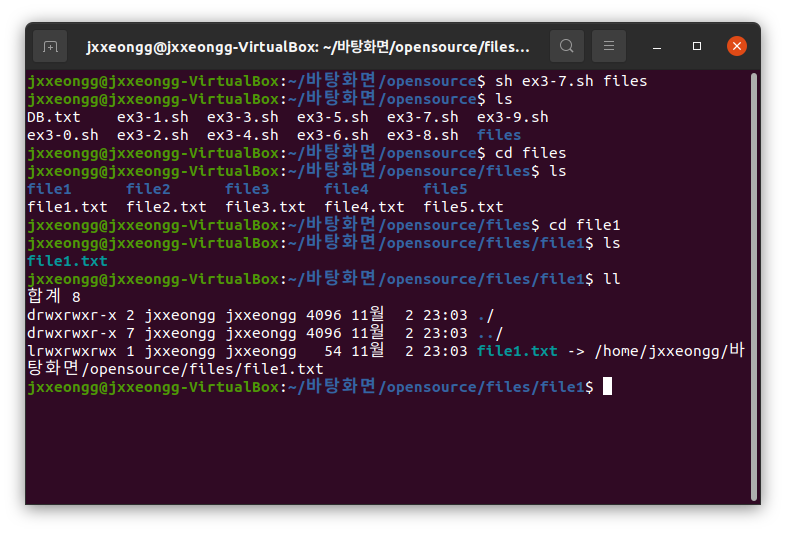 jxxeongg@jxxeongg-VirtualBox: ~/바탕화면/opensource/files...
jxxeongg@jxxeongg-VirtualBox:~/바탕화면/opensource$ sh ex3-7.sh files
jxxeongg@jxxeongg-VirtualBox:~/바탕화면/opensource$ ls
DB.txt    ex3-1.sh  ex3-3.sh  ex3-5.sh  ex3-7.sh  ex3-9.sh
ex3-0.sh  ex3-2.sh  ex3-4.sh  ex3-6.sh  ex3-8.sh  files
jxxeongg@jxxeongg-VirtualBox:~/바탕화면/opensource$ cd files
jxxeongg@jxxeongg-VirtualBox:~/바탕화면/opensource/files$ ls
file1      file2      file3      file4      file5
file1.txt  file2.txt  file3.txt  file4.txt  file5.txt
jxxeongg@jxxeongg-VirtualBox:~/바탕화면/opensource/files$ cd file1
jxxeongg@jxxeongg-VirtualBox:~/바탕화면/opensource/files/file1$ ls
file1.txt
jxxeongg@jxxeongg-VirtualBox:~/바탕화면/opensource/files/file1$ ll
합계 8
drwxrwxr-x 2 jxxeongg jxxeongg 4096 11월  2 23:03 ./
drwxrwxr-x 7 jxxeongg jxxeongg 4096 11월  2 23:03 ../
lrwxrwxrwx 1 jxxeongg jxxeongg   54 11월  2 23:03 file1.txt -> /home/jxxeongg/바
탕화면/opensource/files/file1.txt
jxxeongg@jxxeongg-VirtualBox:~/바탕화면/opensource/files/file1$